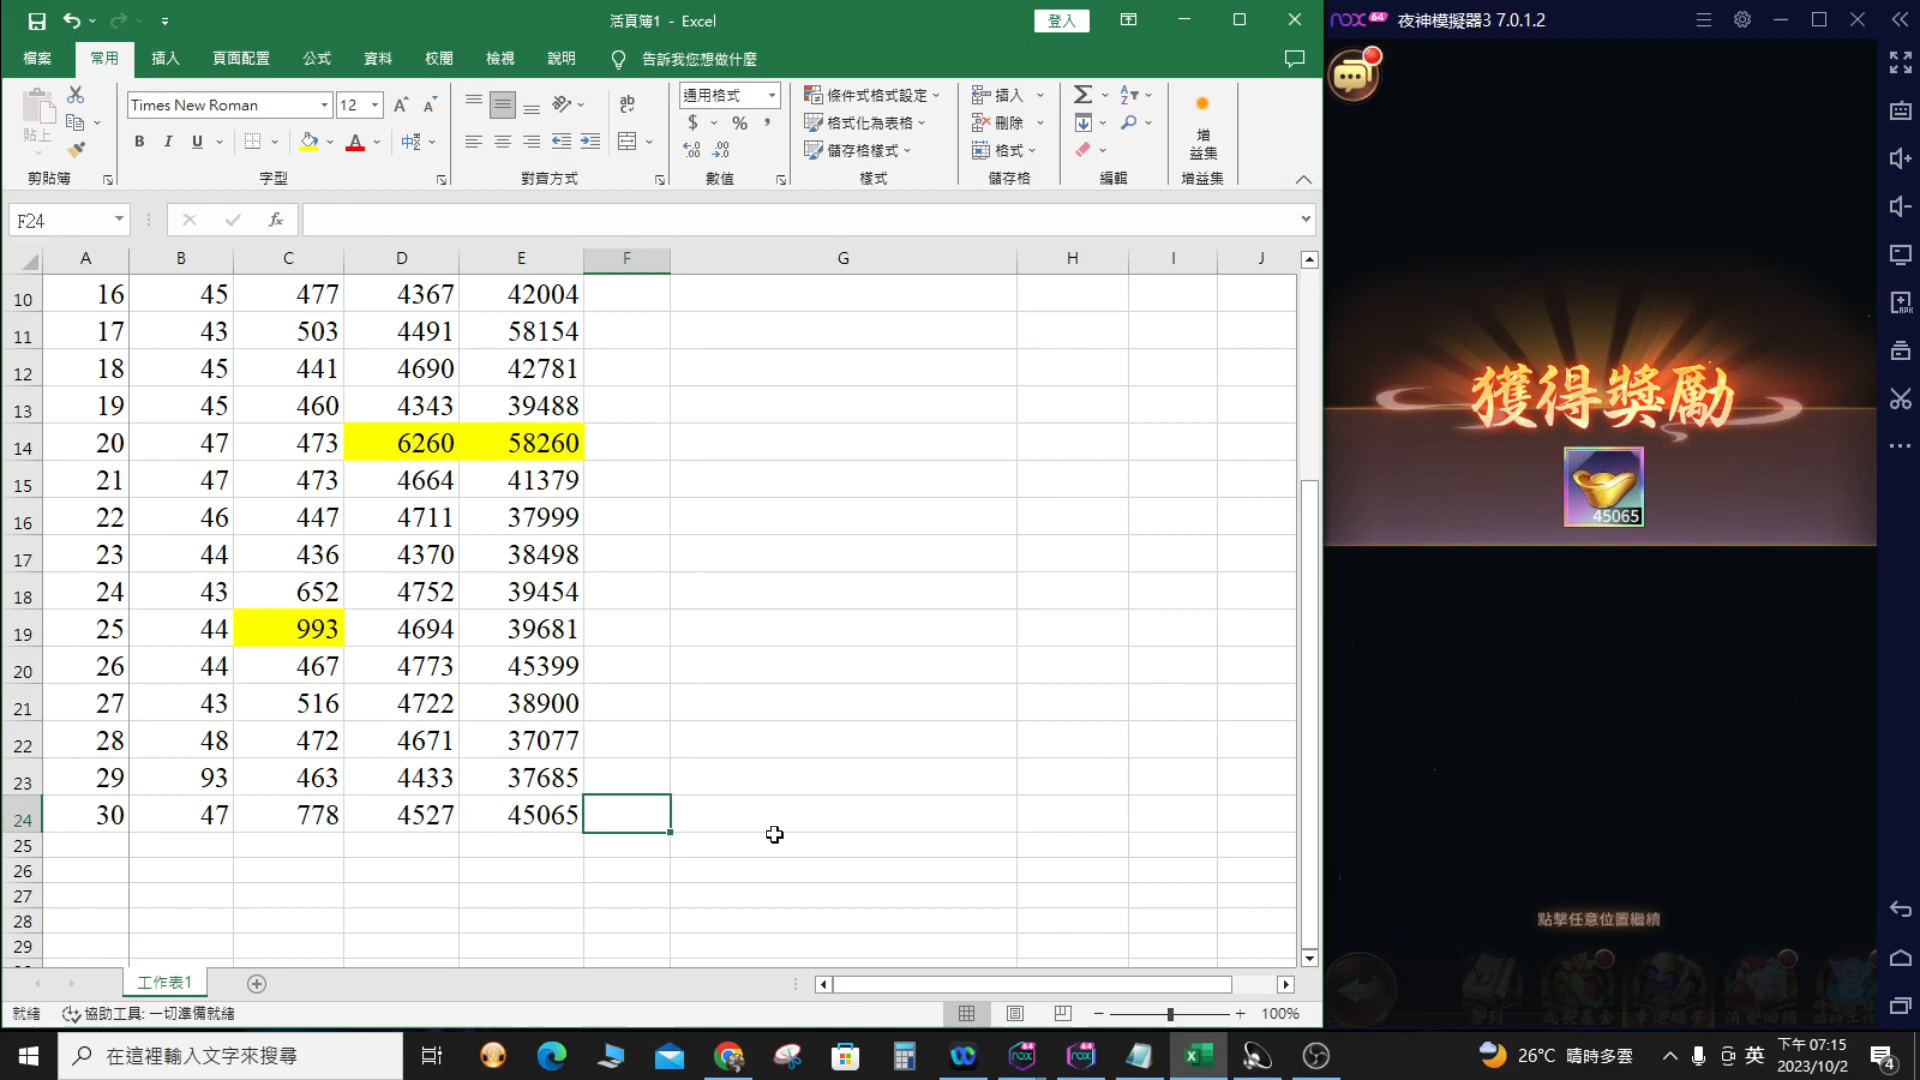 活頁簿1 - Excel
登入
檔案 常用 插入 頁面配置 公式 資料 校閱 檢視 說明 告訴我您想做什麼
貼上
剪貼簿
Times New Roman 12
B I U
字型
ab
對齊方式
通用格式
$ % ,
數值
條件式格式設定
格式化為表格
儲存格樣式
樣式
插入
刪除
格式
儲存格
編輯
增
益集
增益集
F24
fx
A B C D E F G H I J
10 16 45 477 4367 42004
11 17 43 503 4491 58154
12 18 45 441 4690 42781
13 19 45 460 4343 39488
14 20 47 473 6260 58260
15 21 47 473 4664 41379
16 22 46 447 4711 37999
17 23 44 436 4370 38498
18 24 43 652 4752 39454
19 25 44 993 4694 39681
20 26 44 467 4773 45399
21 27 43 516 4722 38900
22 28 48 472 4671 37077
23 29 93 463 4433 37685
24 30 47 778 4527 45065
25
26
27
28
29
工作表1
就緒 協助工具: 一切準備就緒
100%
nox 64 夜神模擬器3 7.0.1.2
獲得獎勵
45065
點擊任意位置繼續
在這裡輸入文字來搜尋
26°C 晴時多雲
英
下午 07:15
2023/10/2
4